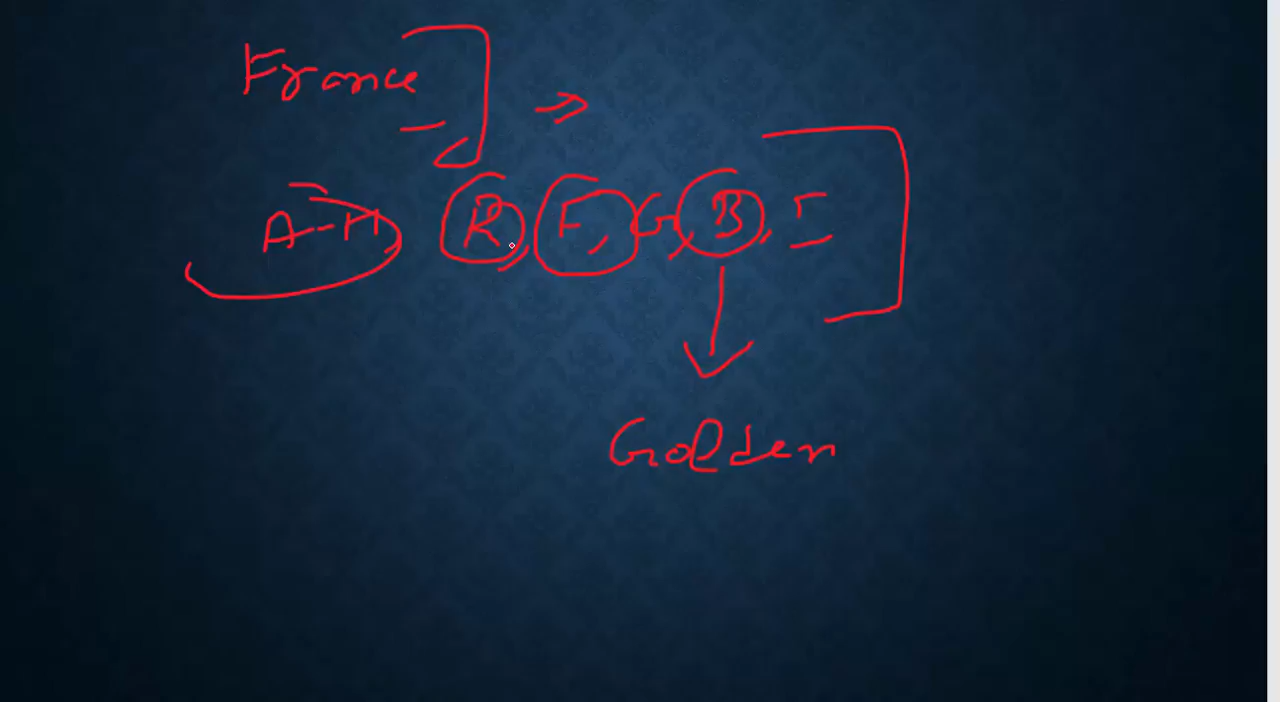 France
A-H R, F, G, B, I
Golden